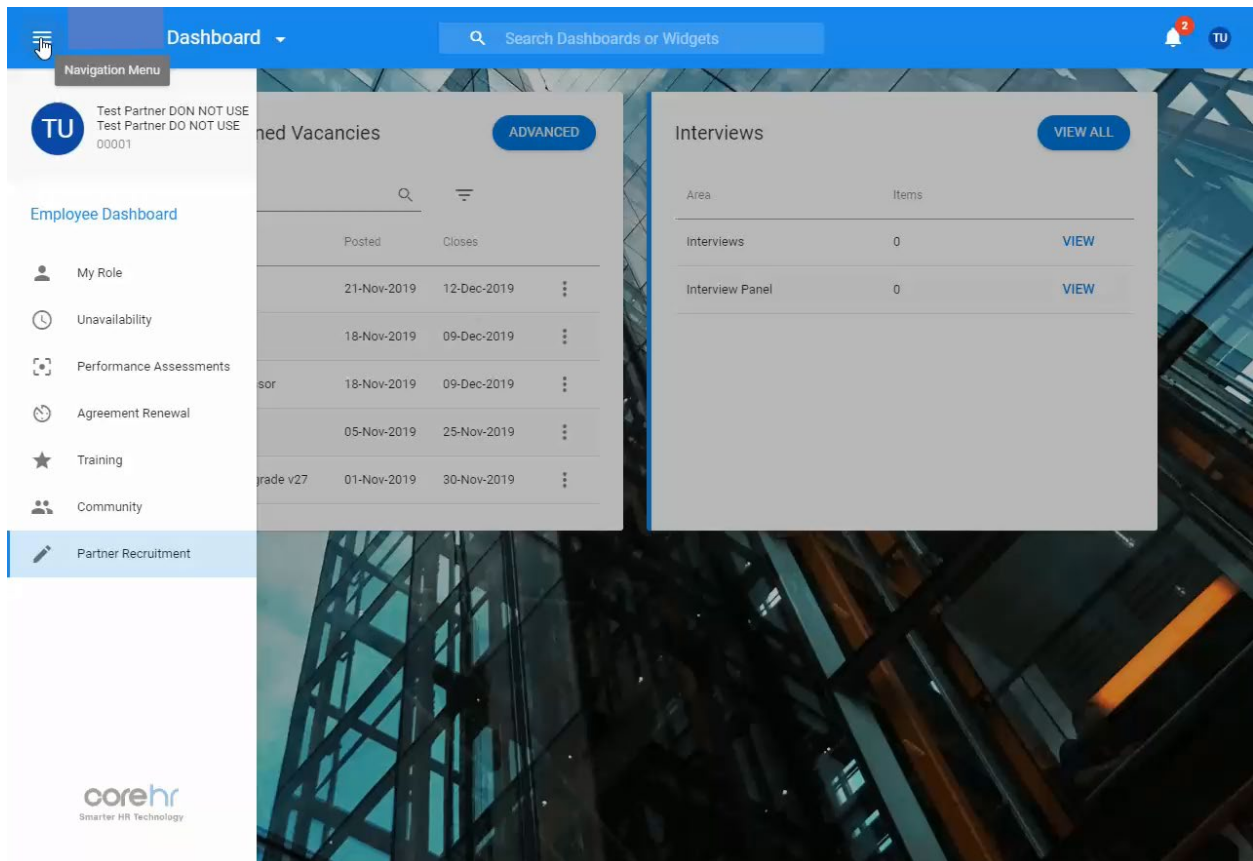 Dashboard
Search Dashboards or Widgets
2
TU
Navigation Menu
TU
Test Partner DON NOT USE
Test Partner DO NOT USE
00001
Employee Dashboard
My Role
Unavailability
Performance Assessments
Agreement Renewal
Training
Community
Partner Recruitment
corehr
Smarter HR Technology
ned Vacancies
ADVANCED
Posted Closes
21-Nov-2019 12-Dec-2019
18-Nov-2019 09-Dec-2019
sor 18-Nov-2019 09-Dec-2019
05-Nov-2019 25-Nov-2019
grade v27 01-Nov-2019 30-Nov-2019
Interviews
VIEW ALL
Area Items
Interviews 0 VIEW
Interview Panel 0 VIEW